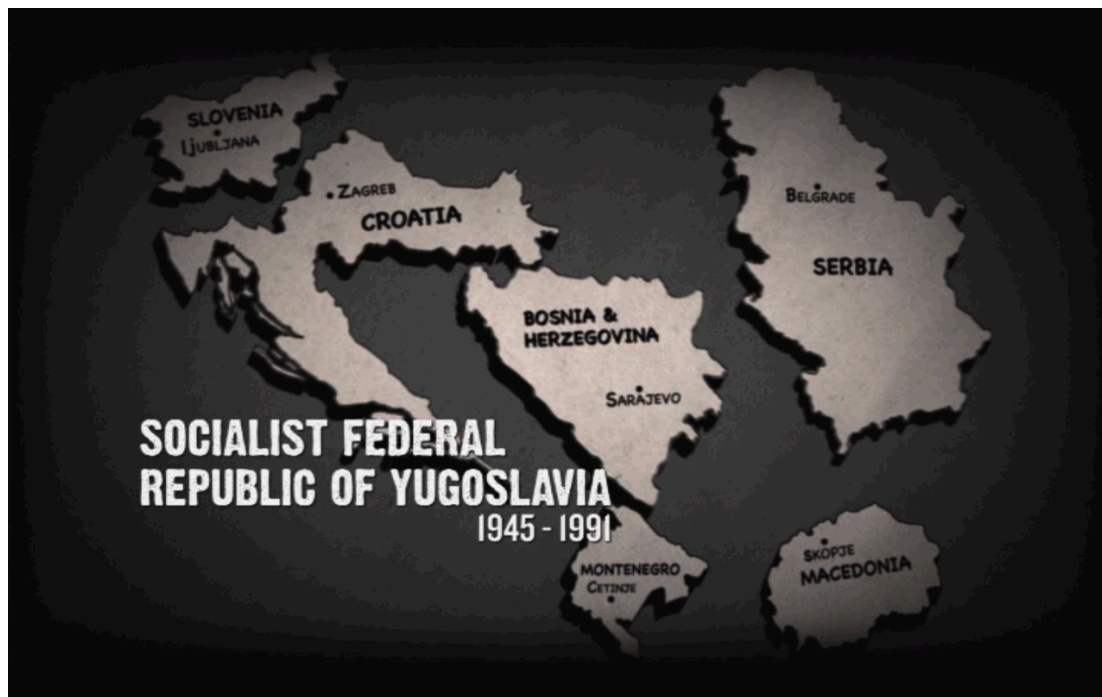 SLOVENIA
LJUBLJANA
ZAGREB
CROATIA
BELGRADE
SERBIA
BOSNIA &
HERZEGOVINA
SARAJEVO
SOCIALIST FEDERAL
REPUBLIC OF YUGOSLAVIA
1945 - 1991
MONTENEGRO
CETINJE
SKOPJE
MACEDONIA